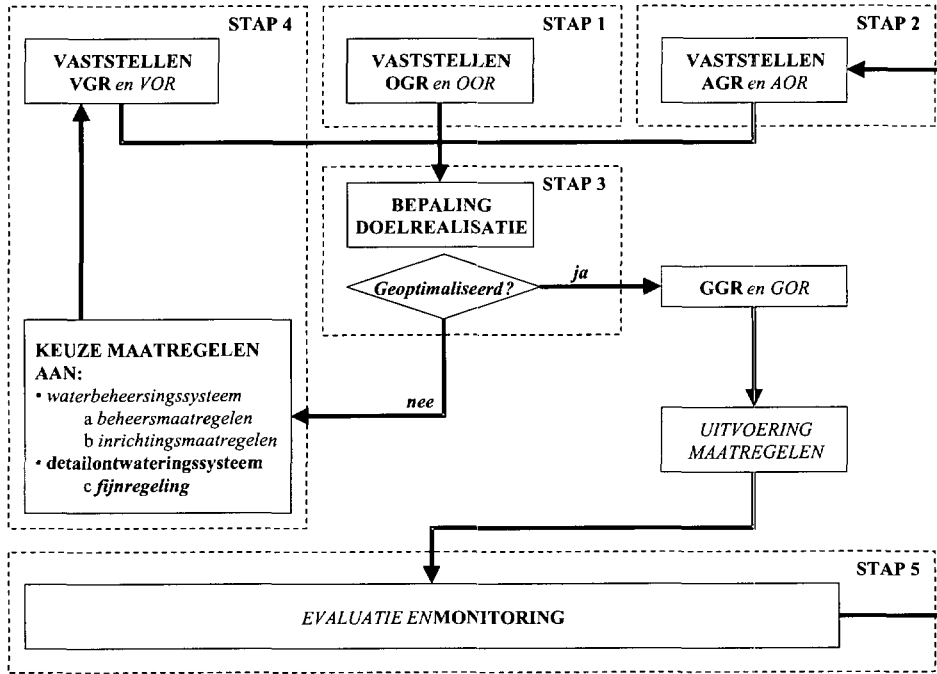 STAP 4
VASTSTELLEN
VGR en VOR
STAP 1
VASTSTELLEN
OGR en OOR
STAP 2
VASTSTELLEN
AGR en AOR
STAP 3
BEPALING
DOELREALISATIE
Geoptimaliseerd?
ja
GGR en GOR
nee
KEUZE MAATREGELEN
AAN:
• waterbeheersingssysteem
a beheersmaatregelen
b inrichtingsmaatregelen
• detailontwateringssysteem
c fijnregeling
UITVOERING
MAATREGELEN
STAP 5
EVALUATIE EN MONITORING